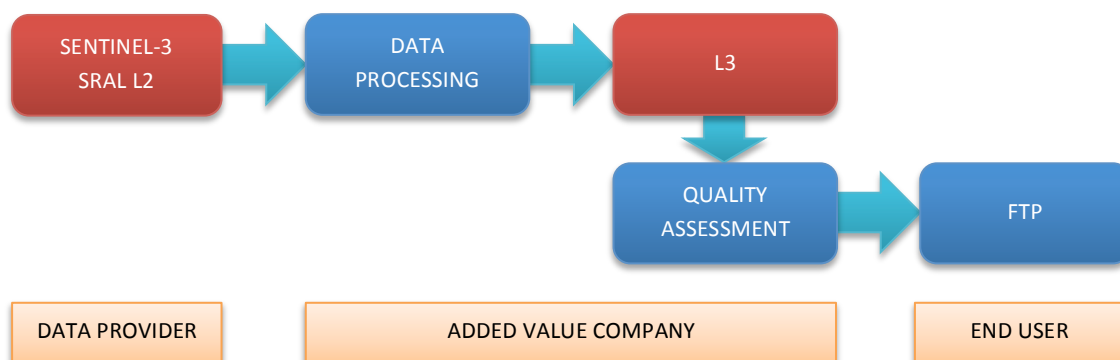 SENTINEL-3
SRAL L2
DATA
PROCESSING
L3
QUALITY
ASSESSMENT
FTP
DATA PROVIDER
ADDED VALUE COMPANY
END USER